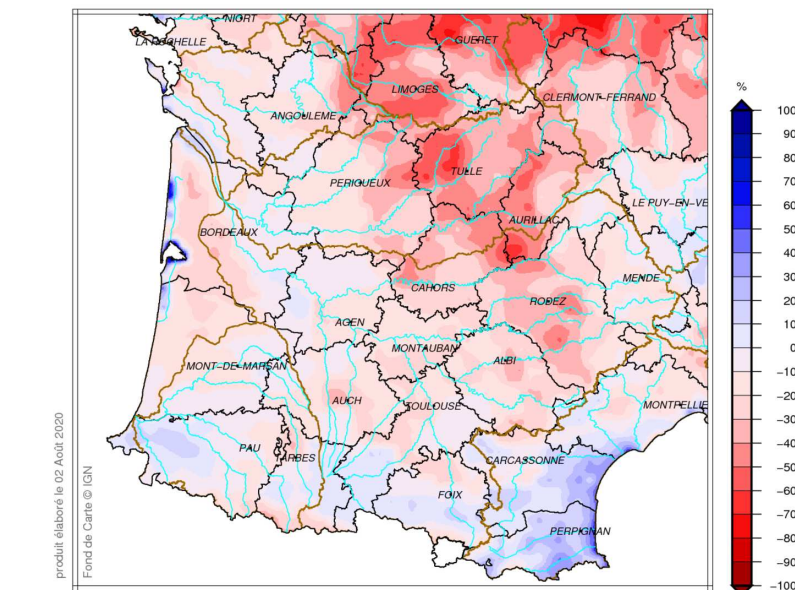 NIORT
LA ROCHELLE
GUERET
LIMOGES
CLERMONT-FERRAND
ANGOULEME
PERIGUEUX
TULLE
LE PUY-EN-VE
AURILLAC
BORDEAUX
MENDE
CAHORS
RODEZ
AGEN
MONTAUBAN
ALBI
MONT-DE-MARSAN
AUCH
TOULOUSE
MONTPELLIE
PAU
TARBES
CARCASSONNE
FOIX
PERPIGNAN
%
100
90
80
70
60
50
40
30
20
10
0
-10
-20
-30
-40
-50
-60
-70
-80
-90
-100
produit élaboré le 02 Août 2020
Fond de Carte © IGN